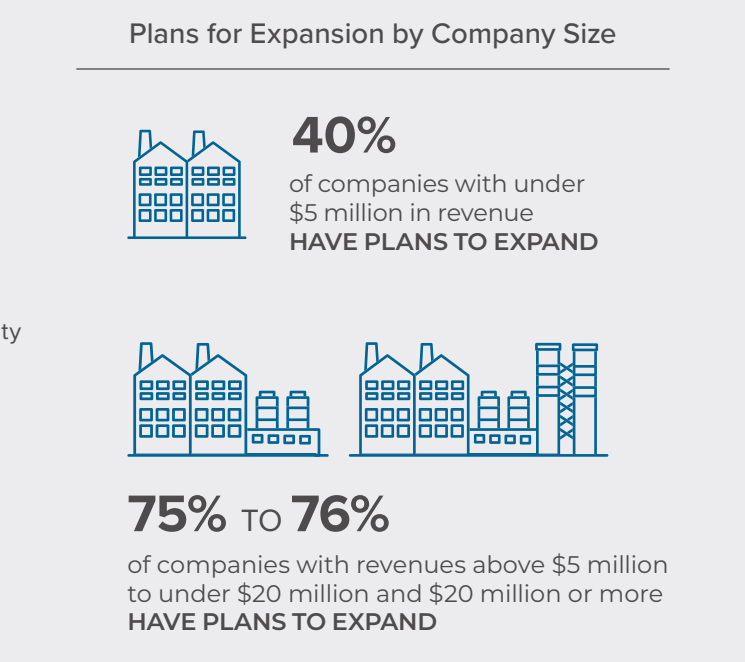 Plans for Expansion by Company Size
40%
of companies with under
$5 million in revenue
HAVE PLANS TO EXPAND
ty
75% TO 76%
of companies with revenues above $5 million
to under $20 million and $20 million or more
HAVE PLANS TO EXPAND